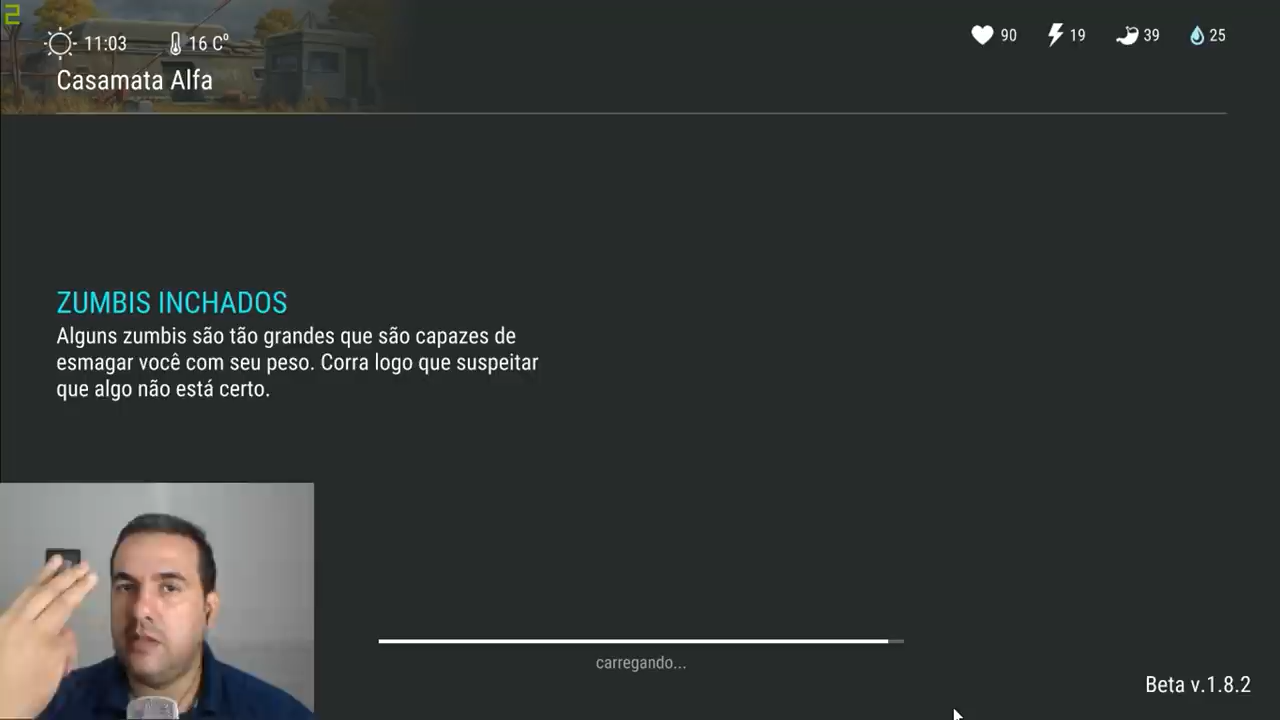 2
11:03 16 Cº
90 19 39 25
Casamata Alfa
ZUMBIS INCHADOS
Alguns zumbis são tão grandes que são capazes de
esmagar você com seu peso. Corra logo que suspeitar
que algo não está certo.
carregando...
Beta v.1.8.2